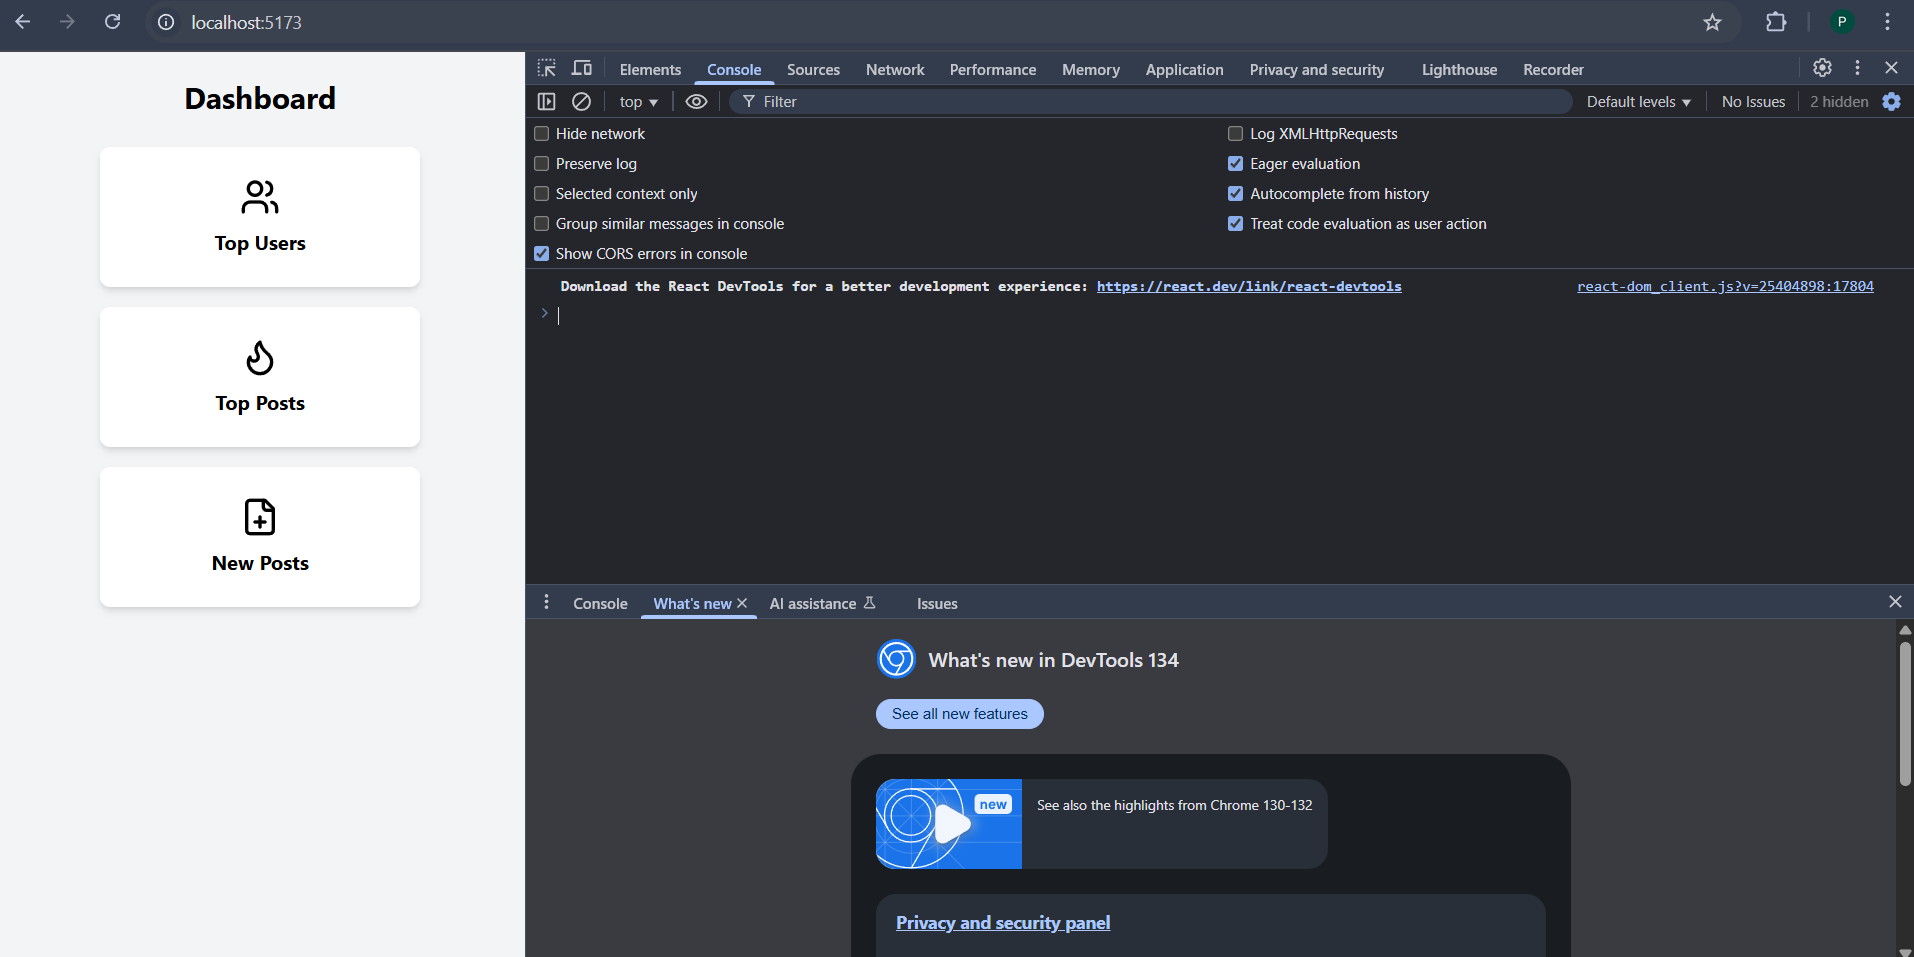 localhost:5173
P
Dashboard
Top Users
Top Posts
New Posts
Elements Console Sources Network Performance Memory Application Privacy and security Lighthouse Recorder
top Filter Default levels No Issues 2 hidden
Hide network Log XMLHttpRequests
Preserve log Eager evaluation
Selected context only Autocomplete from history
Group similar messages in console Treat code evaluation as user action
Show CORS errors in console
Download the React DevTools for a better development experience: https://react.dev/link/react-devtools react-dom_client.js?v=25404898:17804
Console What's new AI assistance Issues
What's new in DevTools 134
See all new features
new
See also the highlights from Chrome 130-132
Privacy and security panel